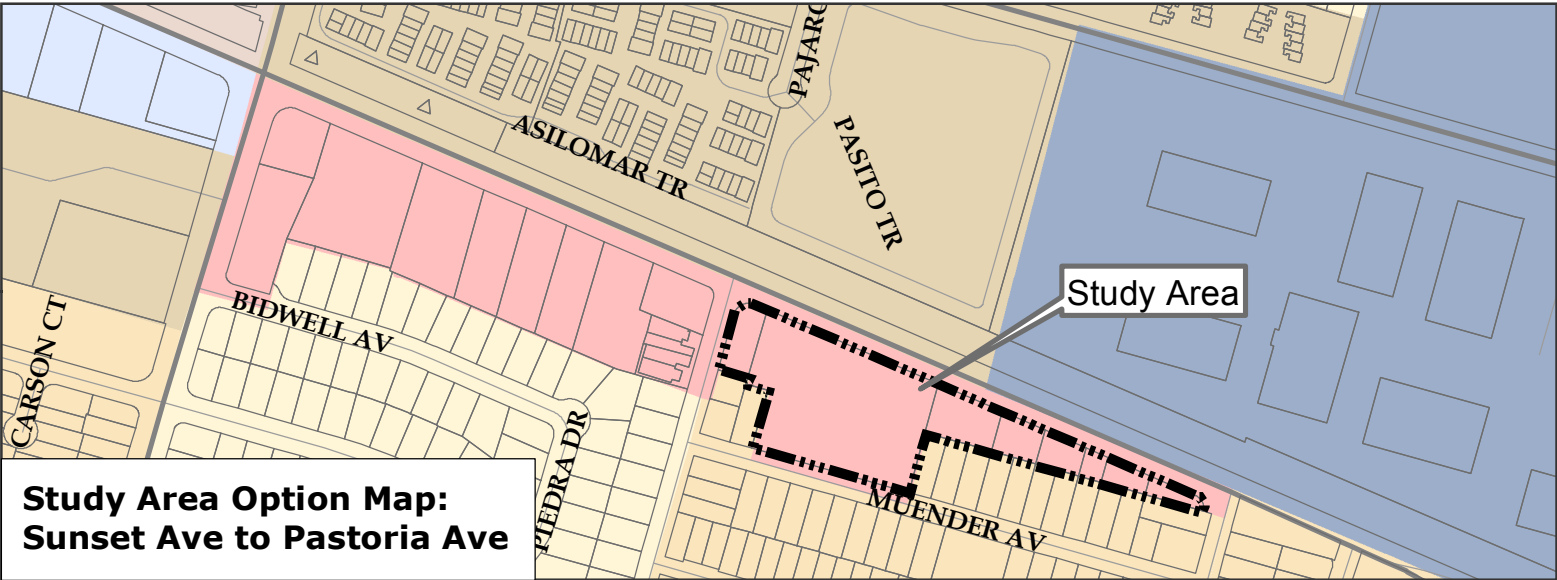 PAJARO
ASILOMAR TR
PASITO TR
Study Area
BIDWELL AV
CARSON CT
PIEDRA DR
MUENDER AV
Study Area Option Map:
Sunset Ave to Pastoria Ave